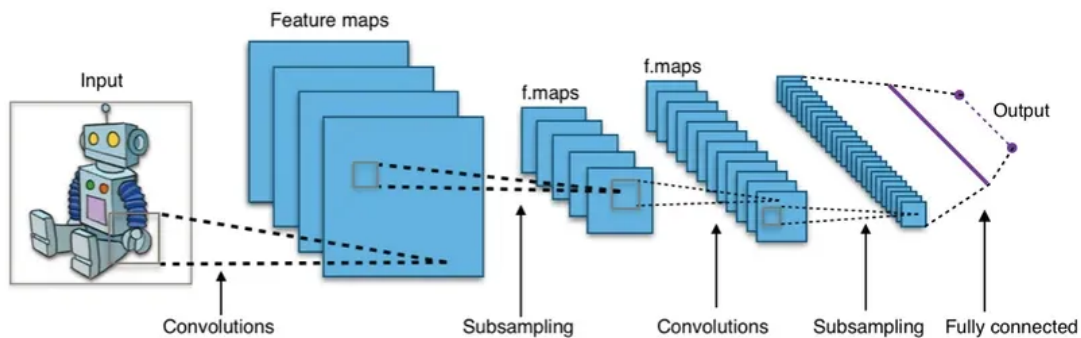 Feature maps
Input
f.maps
f.maps
Output
Convolutions
Subsampling
Convolutions
Subsampling
Fully connected